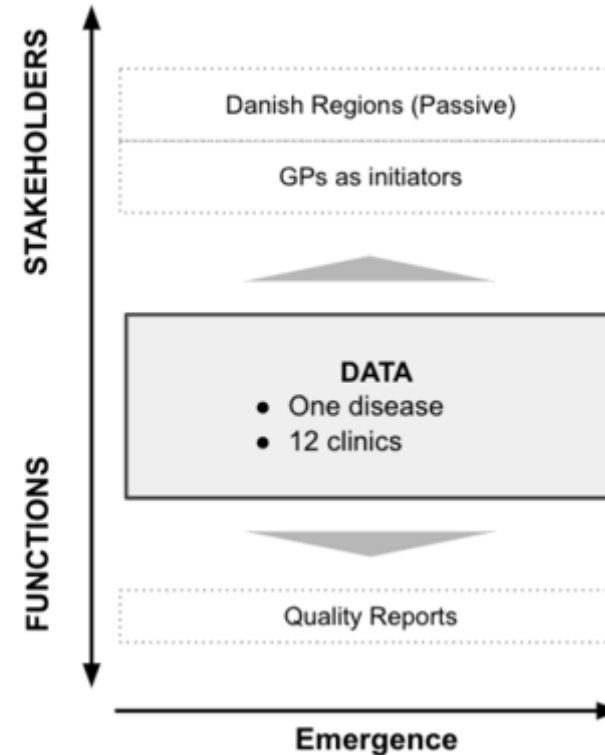 STAKEHOLDERS
Danish Regions (Passive)
GPs as initiators
DATA
● One disease
● 12 clinics
FUNCTIONS
Quality Reports
Emergence